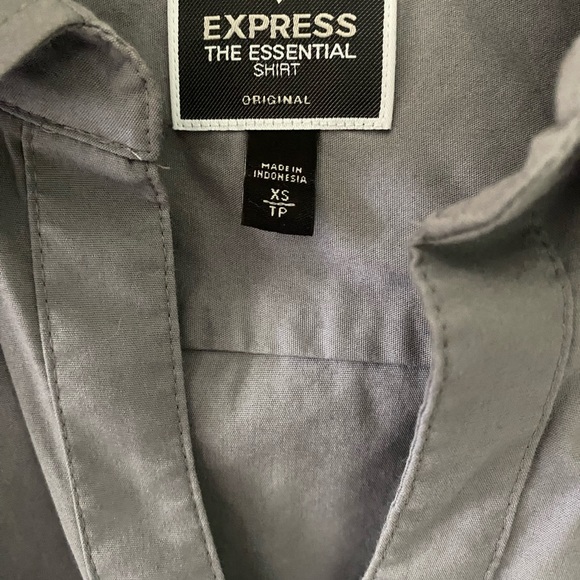 EXPRESS
THE ESSENTIAL
SHIRT
ORIGINAL
MADE IN
INDONESIA
XS
TP